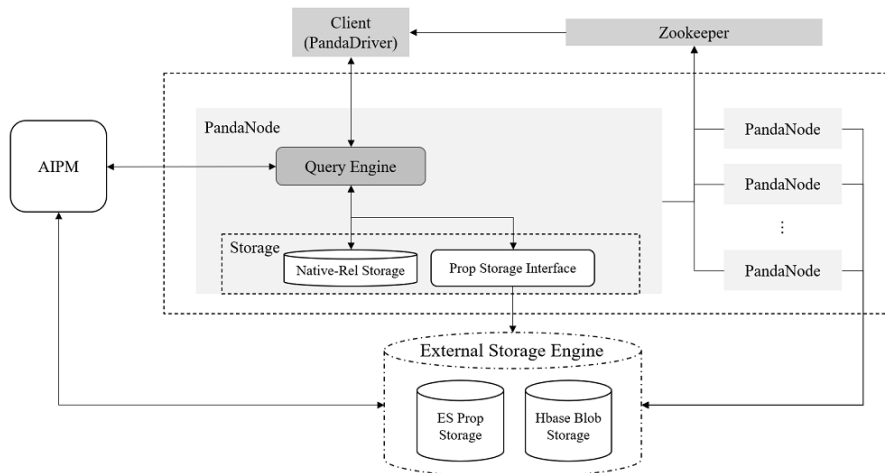 Client
(PandaDriver)
Zookeeper
PandaNode
PandaNode
AIPM
Query Engine
PandaNode
⋮
Storage
Native-Rel Storage
Prop Storage Interface
PandaNode
External Storage Engine
ES Prop
Storage
Hbase Blob
Storage